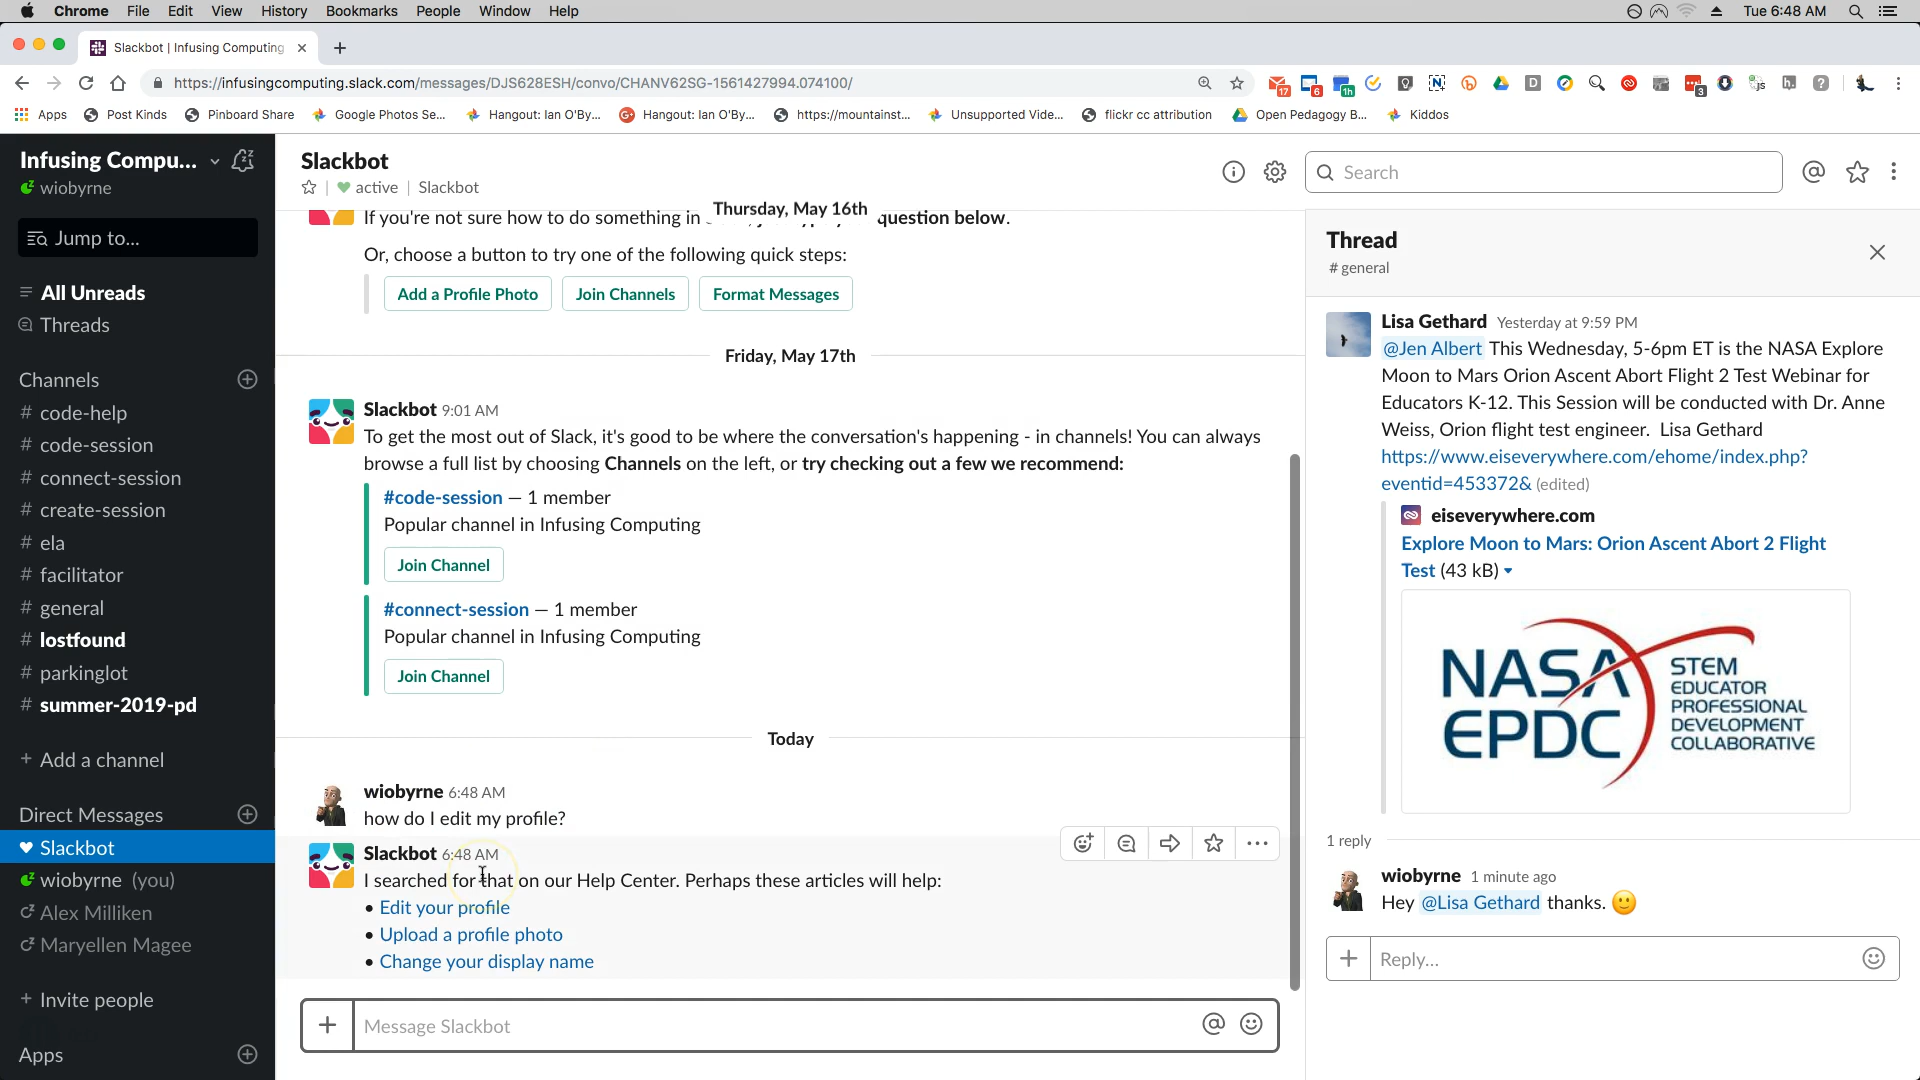 Chrome File Edit View History Bookmarks People Window Help
Tue 6:48 AM
Slackbot | Infusing Computing
https://infusingcomputing.slack.com/messages/DJS628ESH/convo/CHANV62SG-1561427994.074100/
17
6
1h
3
Apps
Post Kinds
Pinboard Share
Google Photos Se...
Hangout: Ian O'By...
Hangout: Ian O'By...
https://mountainst...
Unsupported Vide...
flickr cc attribution
Open Pedagogy B...
Kiddos
Infusing Compu...
wiobyrne
Jump to...
All Unreads
Threads
Channels
# code-help
# code-session
# connect-session
# create-session
# ela
# facilitator
# general
# lostfound
# parkinglot
# summer-2019-pd
+ Add a channel
Direct Messages
Slackbot
wiobyrne (you)
Alex Milliken
Maryellen Magee
+ Invite people
Apps
Slackbot
active | Slackbot
Search
Thursday, May 16th
If you're not sure how to do something in question below.
Or, choose a button to try one of the following quick steps:
Add a Profile Photo
Join Channels
Format Messages
Friday, May 17th
Slackbot 9:01 AM
To get the most out of Slack, it's good to be where the conversation's happening - in channels! You can always
browse a full list by choosing Channels on the left, or try checking out a few we recommend:
#code-session — 1 member
Popular channel in Infusing Computing
Join Channel
#connect-session — 1 member
Popular channel in Infusing Computing
Join Channel
Today
wiobyrne 6:48 AM
how do I edit my profile?
Slackbot 6:48 AM
I searched for that on our Help Center. Perhaps these articles will help:
• Edit your profile
• Upload a profile photo
• Change your display name
Message Slackbot
Thread
# general
Lisa Gethard Yesterday at 9:59 PM
@Jen Albert This Wednesday, 5-6pm ET is the NASA Explore
Moon to Mars Orion Ascent Abort Flight 2 Test Webinar for
Educators K-12. This Session will be conducted with Dr. Anne
Weiss, Orion flight test engineer. Lisa Gethard
https://www.eiseverywhere.com/ehome/index.php?
eventid=453372& (edited)
eiseverywhere.com
Explore Moon to Mars: Orion Ascent Abort 2 Flight
Test (43 kB)
NASA
EPDC
STEM
EDUCATOR
PROFESSIONAL
DEVELOPMENT
COLLABORATIVE
1 reply
wiobyrne 1 minute ago
Hey @Lisa Gethard thanks. 🙂
Reply...